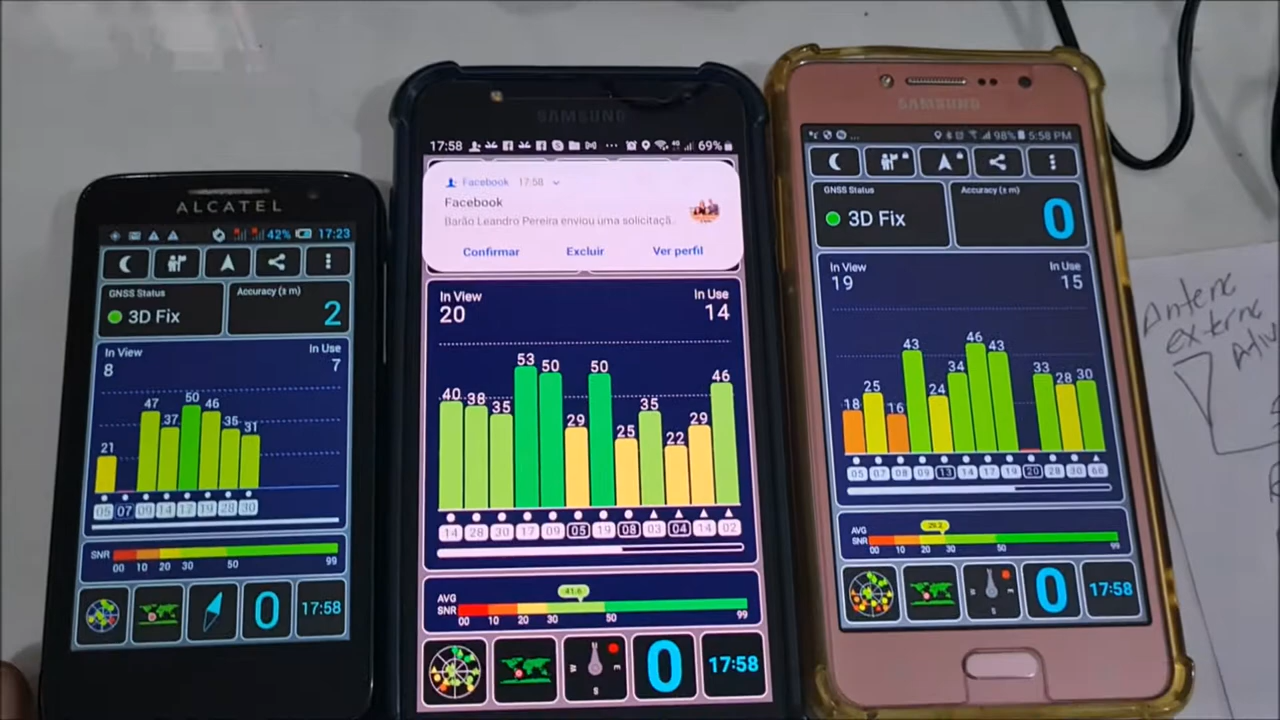 ALCATEL
42% 17:23
GNSS Status
3D Fix
Accuracy (± m)
2
In View
8
In Use
7
21
47
37
50
46
35
31
05 07 09 14 17 19 28 30
SNR
00 10 20 30 50 99
0
17:58
SAMSUNG
17:58
69%
Facebook 17:58
Facebook
Barão Leandro Pereira enviou uma solicitaçã..
Confirmar Excluir Ver perfil
In View
20
In Use
14
40 38 35 53 50 29 50 25 35 22 29 46
14 28 30 17 09 05 19 08 03 04 14 02
AVG
SNR
41.6
00 10 20 30 50 99
W E
S
0
17:58
SAMSUNG
98% 5:58 PM
GNSS Status
3D Fix
Accuracy (± m)
0
In View
19
In Use
15
18 25 16 43 24 34 46 43 33 28 30
05 07 08 09 13 14 17 19 20 28 30 66
AVG
SNR
29.2
00 10 20 30 50 99
S
0
17:58
Antena
externa